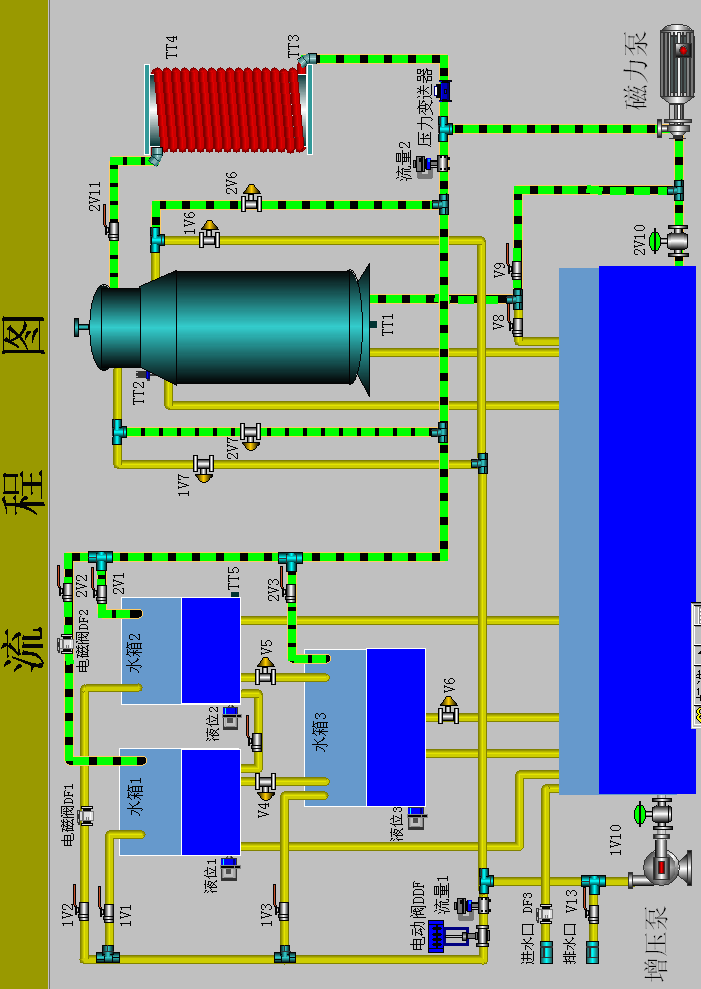 流程图
TT4
TT3
磁力泵
压力变送器
流量2
2V11
2V6
1V6
2V10
V9
V8
TT1
TT2
2V7
1V7
2V2
2V1
电磁阀DF2
TT5
2V3
水箱2
V5
液位2
水箱3
V6
水箱1
电磁阀DF1
V4
液位3
液位1
1V10
1V2
1V1
1V3
电动阀DDF
流量1
进水口 DF3
排水口 V13
增压泵